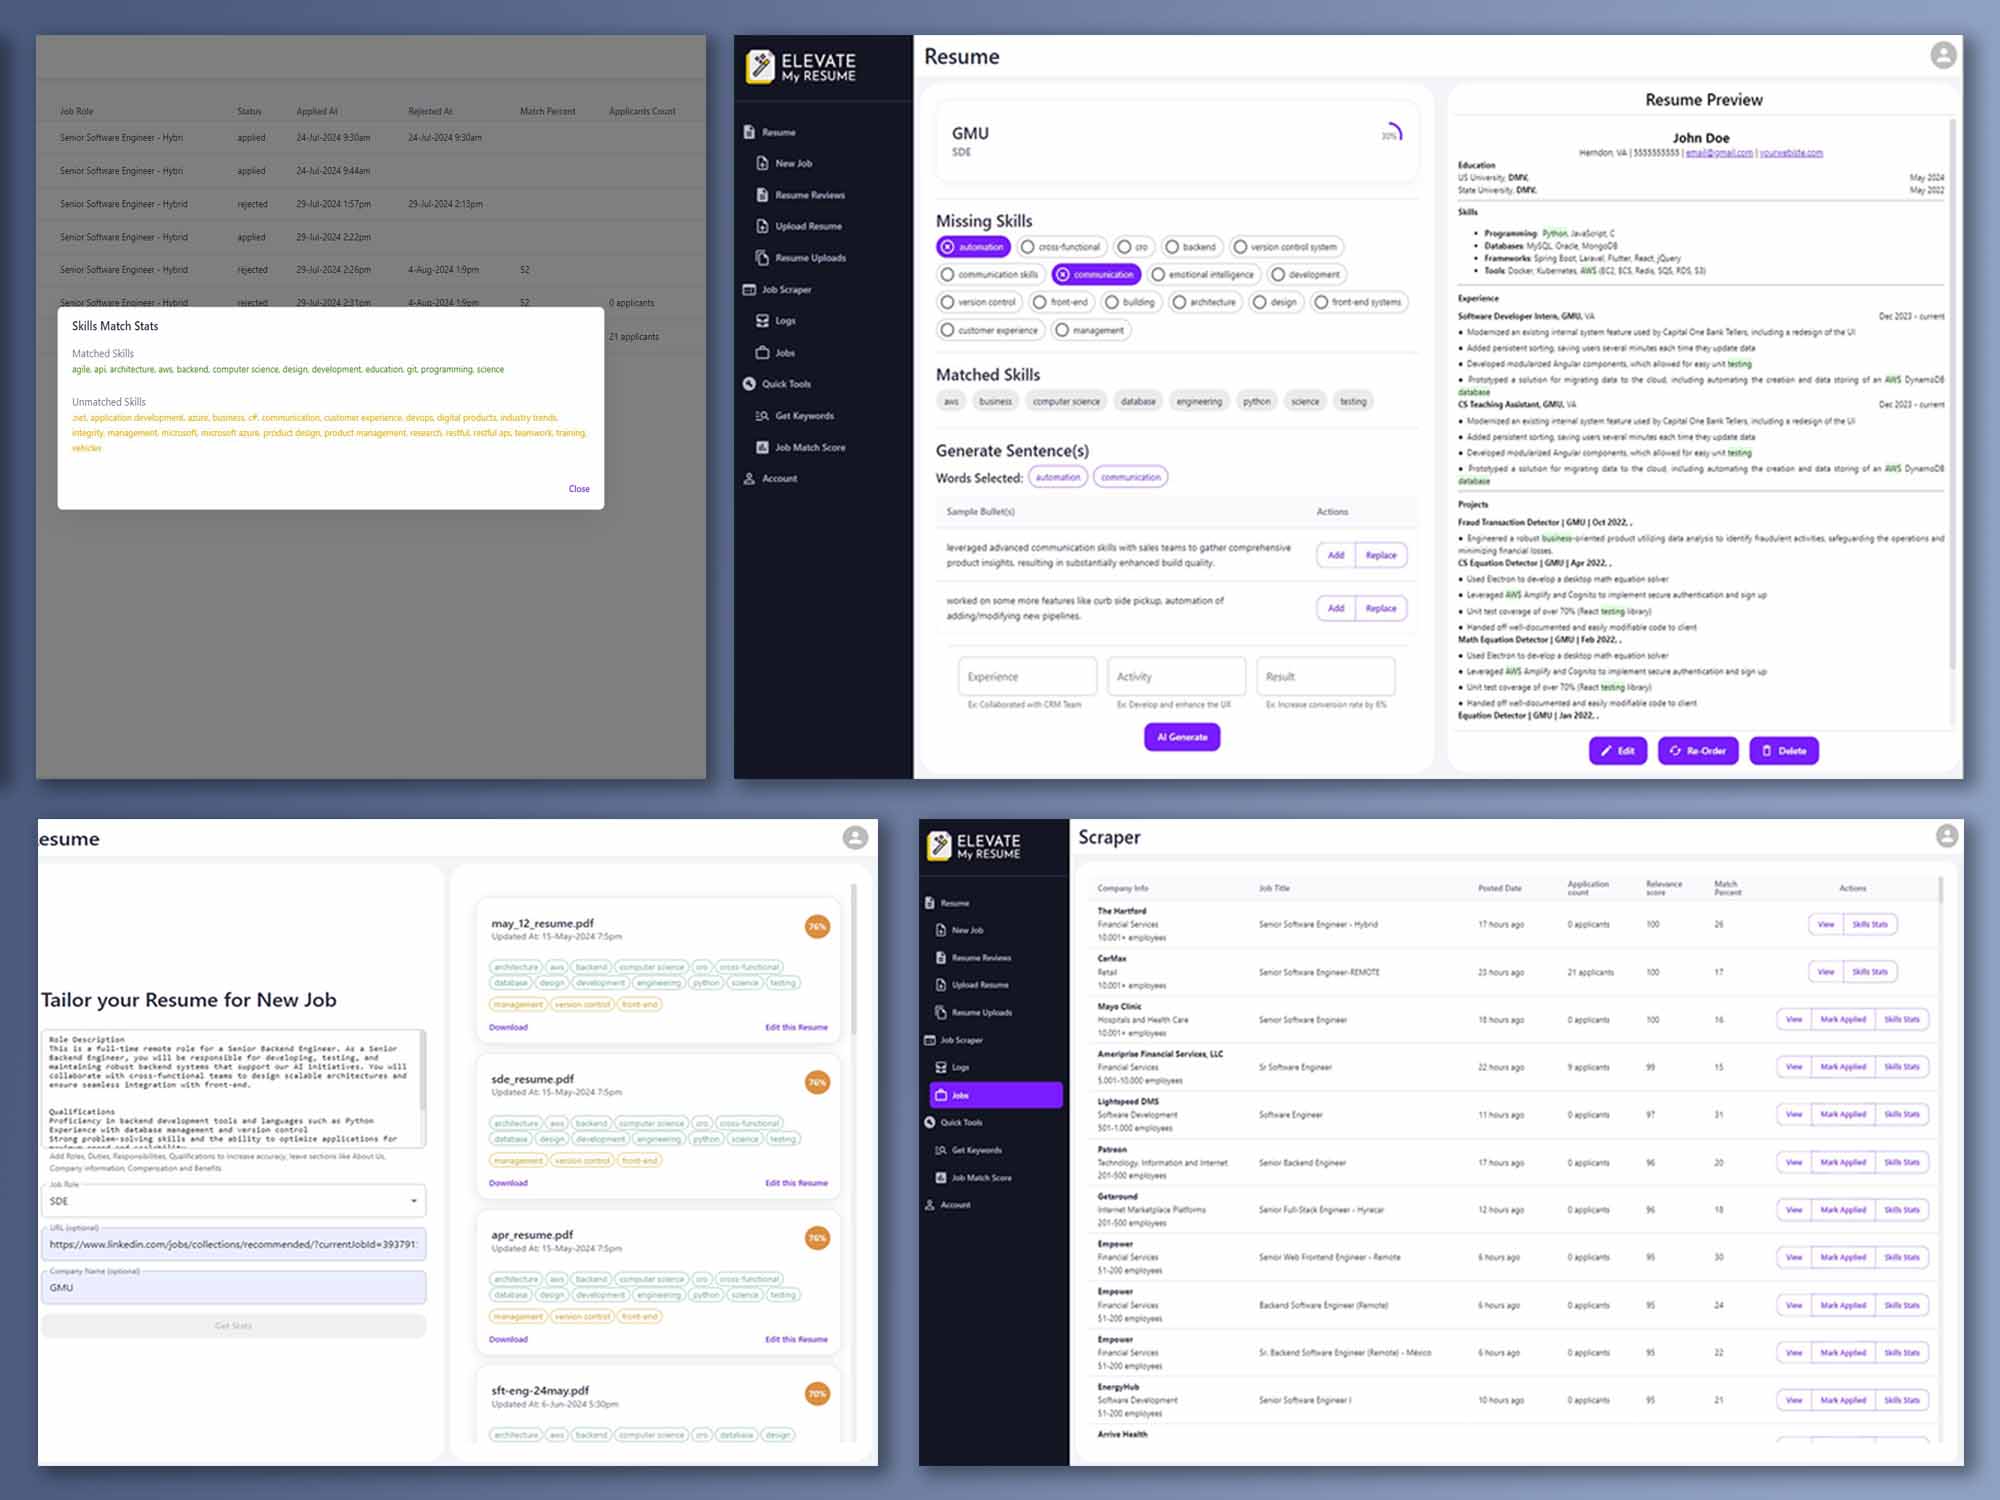 Job Role Status Applied At Rejected At Match Percent Applicants Count
Senior Software Engineer - Hybri applied 24-Jul-2024 9:30am 24-Jul-2024 9:30am
Senior Software Engineer - Hybri applied 24-Jul-2024 9:44am
Senior Software Engineer - Hybrid rejected 29-Jul-2024 1:57pm 29-Jul-2024 2:13pm
Senior Software Engineer - Hybrid applied 29-Jul-2024 2:22pm
Senior Software Engineer - Hybrid rejected 29-Jul-2024 2:26pm 4-Aug-2024 1:9pm 52
Senior Software Engineer - Hybrid rejected 29-Jul-2024 2:31pm 4-Aug-2024 1:9pm 52 0 applicants
21 applicants
Skills Match Stats
Matched Skills
agile, api, architecture, aws, backend, computer science, design, development, education, git, programming, science
Unmatched Skills
.net, application development, azure, business, c#, communication, customer experience, devops, digital products, industry trends,
integrity, management, microsoft, microsoft azure, product design, product management, research, restful, restful aps, teamwork, training,
vehicles
Close
ELEVATE
My RESUME
Resume
New Job
Resume Reviews
Upload Resume
Resume Uploads
Job Scraper
Logs
Jobs
Quick Tools
Get Keywords
Job Match Score
Account
Resume
GMU
SDE
30%
Missing Skills
automation cross-functional cro backend version control system
communication skills communication emotional intelligence development
version control front-end building architecture design front-end systems
customer experience management
Matched Skills
aws business computer science database engineering python science testing
Generate Sentence(s)
Words Selected: automation communication
Sample Bullet(s) Actions
leveraged advanced communication skills with sales teams to gather comprehensive
product insights, resulting in substantially enhanced build quality.
Add Replace
worked on some more features like curb side pickup, automation of
adding/modifying new pipelines.
Add Replace
Experience Activity Result
Ex: Collaborated with CRM Team Ex: Develop and enhance the UX Ex: Increase conversion rate by 6%
AI Generate
Resume Preview
John Doe
Herndon, VA | 5555555555 | email@gmail.com | yourwebiste.com
Education
US University, DMV, May 2024
State University, DMV, May 2022
Skills
• Programming: Python, JavaScript, C
• Databases: MySQL, Oracle, MongoDB
• Frameworks: Spring Boot, Laravel, Flutter, React, jQuery
• Tools: Docker, Kubernetes, AWS (EC2, ECS, Redis, SQS, RDS, S3)
Experience
Software Developer Intern, GMU, VA Dec 2023 - current
• Modernized an existing internal system feature used by Capital One Bank Tellers, including a redesign of the UI
• Added persistent sorting, saving users several minutes each time they update data
• Developed modularized Angular components, which allowed for easy unit testing
• Prototyped a solution for migrating data to the cloud, including automating the creation and data storing of an AWS DynamoDB
database
CS Teaching Assistant, GMU, VA Dec 2023 - current
• Modernized an existing internal system feature used by Capital One Bank Tellers, including a redesign of the UI
• Added persistent sorting, saving users several minutes each time they update data
• Developed modularized Angular components, which allowed for easy unit testing
• Prototyped a solution for migrating data to the cloud, including automating the creation and data storing of an AWS DynamoDB
database
Projects
Fraud Transaction Detector | GMU | Oct 2022, ,
• Engineered a robust business-oriented product utilizing data analysis to identify fraudulent activities, safeguarding the operations and
minimizing financial losses.
CS Equation Detector | GMU | Apr 2022, ,
• Used Electron to develop a desktop math equation solver
• Leveraged AWS Amplify and Cognito to implement secure authentication and sign up
• Unit test coverage of over 70% (React testing library)
• Handed off well-documented and easily modifiable code to client
Math Equation Detector | GMU | Feb 2022, ,
• Used Electron to develop a desktop math equation solver
• Leveraged AWS Amplify and Cognito to implement secure authentication and sign up
• Unit test coverage of over 70% (React testing library)
• Handed off well-documented and easily modifiable code to client
Equation Detector | GMU | Jan 2022, ,
Edit Re-Order Delete
esume
Tailor your Resume for New Job
Role Description
This is a full-time remote role for a Senior Backend Engineer. As a Senior
Backend Engineer, you will be responsible for developing, testing, and
maintaining robust backend systems that support our AI initiatives. You will
collaborate with cross-functional teams to design scalable architectures and
ensure seamless integration with front-end.
Qualifications
Proficiency in backend development tools and languages such as Python
Experience with database management and version control
Strong problem-solving skills and the ability to optimize applications for
Add Roles, Duties, Responsibilities, Qualifications to increase accuracy, leave sections like About Us,
Company information, Compensation and Benefits
Job Role
SDE
URL (optional)
https://www.linkedin.com/jobs/collections/recommended/?currentJobId=393791
Company Name (optional)
GMU
Get Stats
may_12_resume.pdf 76%
Updated At: 15-May-2024 7:5pm
architecture aws backend computer science cro cross-functional
database design development engineering python science testing
management version control front-end
Download Edit this Resume
sde_resume.pdf 76%
Updated At: 15-May-2024 7:5pm
architecture aws backend computer science cro cross-functional
database design development engineering python science testing
management version control front-end
Download Edit this Resume
apr_resume.pdf 76%
Updated At: 15-May-2024 7:5pm
architecture aws backend computer science cro cross-functional
database design development engineering python science testing
management version control front-end
Download Edit this Resume
sft-eng-24may.pdf 70%
Updated At: 6-Jun-2024 5:30pm
architecture aws backend computer science cro database design
ELEVATE
My RESUME
Resume
New Job
Resume Reviews
Upload Resume
Resume Uploads
Job Scraper
Logs
Jobs
Quick Tools
Get Keywords
Job Match Score
Account
Scraper
Company Info Job Title Posted Date Application count Relevance score Match Percent Actions
The Hartford
Financial Services Senior Software Engineer - Hybrid 17 hours ago 0 applicants 100 26 View Skills Stats
10,001+ employees
CarMax
Retail Senior Software Engineer-REMOTE 23 hours ago 21 applicants 100 17 View Skills Stats
10,001+ employees
Mayo Clinic
Hospitals and Health Care Senior Software Engineer 18 hours ago 0 applicants 100 16 View Mark Applied Skills Stats
10,001+ employees
Ameriprise Financial Services, LLC
Financial Services Sr Software Engineer 22 hours ago 9 applicants 99 15 View Mark Applied Skills Stats
5,001-10,000 employees
Lightspeed DMS
Software Development Software Engineer 11 hours ago 0 applicants 97 31 View Mark Applied Skills Stats
501-1,000 employees
Patreon
Technology, Information and Internet Senior Backend Engineer 17 hours ago 0 applicants 96 20 View Mark Applied Skills Stats
201-500 employees
Getaround
Internet Marketplace Platforms Senior Full-Stack Engineer - Hyrecar 12 hours ago 0 applicants 96 18 View Mark Applied Skills Stats
201-500 employees
Empower
Financial Services Senior Web Frontend Engineer - Remote 6 hours ago 0 applicants 95 30 View Mark Applied Skills Stats
51-200 employees
Empower
Financial Services Backend Software Engineer (Remote) 6 hours ago 0 applicants 95 24 View Mark Applied Skills Stats
51-200 employees
Empower
Financial Services Sr. Backend Software Engineer (Remote) - México 6 hours ago 0 applicants 95 22 View Mark Applied Skills Stats
51-200 employees
EnergyHub
Software Development Senior Software Engineer I 10 hours ago 0 applicants 95 21 View Mark Applied Skills Stats
51-200 employees
Arrive Health